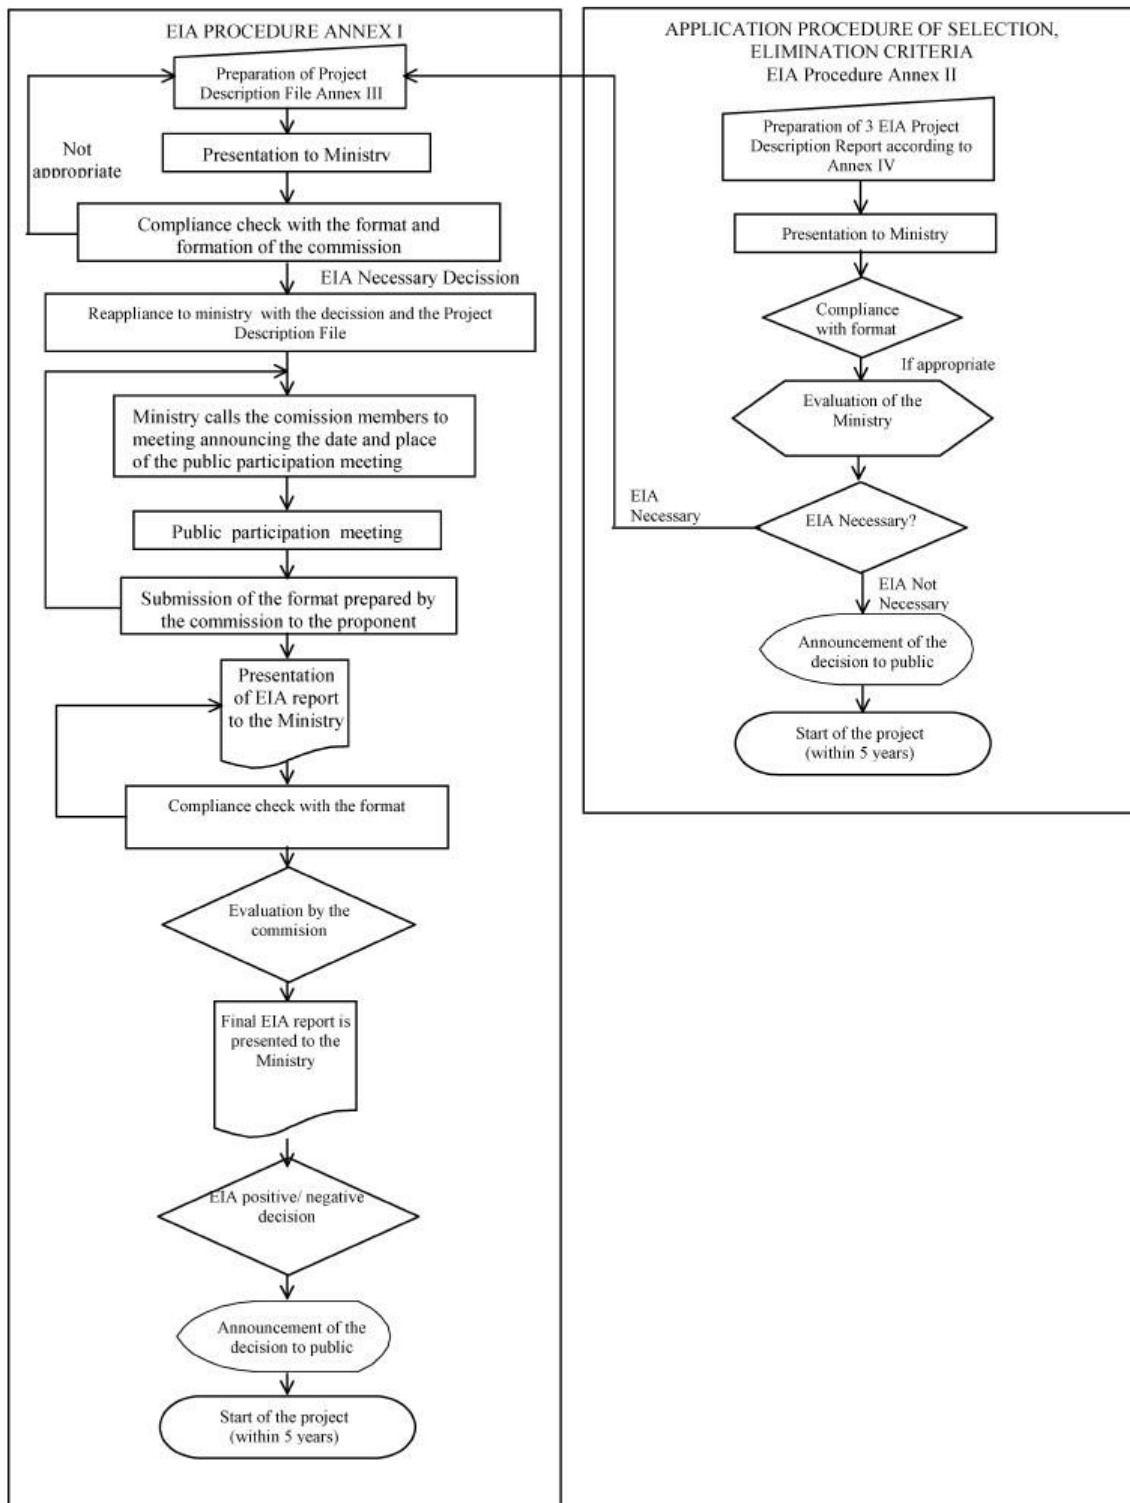 EIA PROCEDURE ANNEX I
Preparation of Project
Description File Annex III
Not
appropriate
Presentation to Ministry
Compliance check with the format and
formation of the commission
EIA Necessary Decission
Reappliance to ministry with the decission and the Project
Description File
Ministry calls the comission members to
meeting announcing the date and place
of the public participation meeting
Public participation meeting
Submission of the format prepared by
the commission to the proponent
Presentation
of EIA report
to the Ministry
Compliance check with the format
Evaluation by the
commision
Final EIA report is
presented to the
Ministry
EIA positive/ negative
decision
Announcement of the
decision to public
Start of the project
(within 5 years)
APPLICATION PROCEDURE OF SELECTION,
ELIMINATION CRITERIA
EIA Procedure Annex II
Preparation of 3 EIA Project
Description Report according to
Annex IV
Presentation to Ministry
Compliance
with format
If appropriate
Evaluation of the
Ministry
EIA
Necessary
EIA Necessary?
EIA Not
Necessary
Announcement of the
decision to public
Start of the project
(within 5 years)